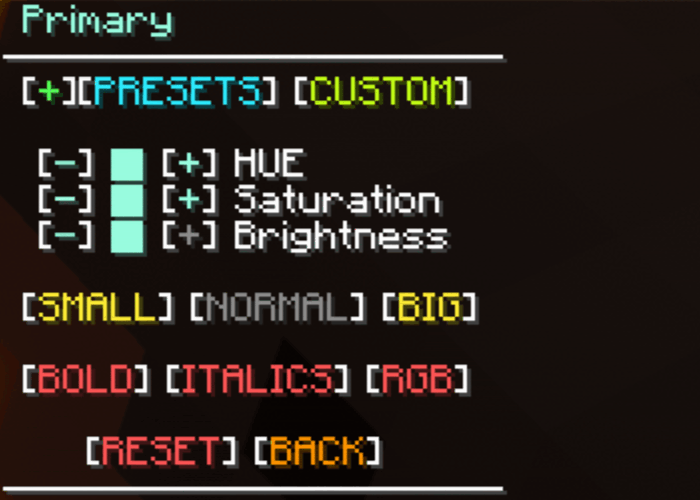 Primary
[+][PRESETS] [CUSTOM]
[-] █ [+] HUE
[-] █ [+] Saturation
[-] █ [+] Brightness
[SMALL] [NORMAL] [BIG]
[BOLD] [ITALICS] [RGB]
[RESET] [BACK]